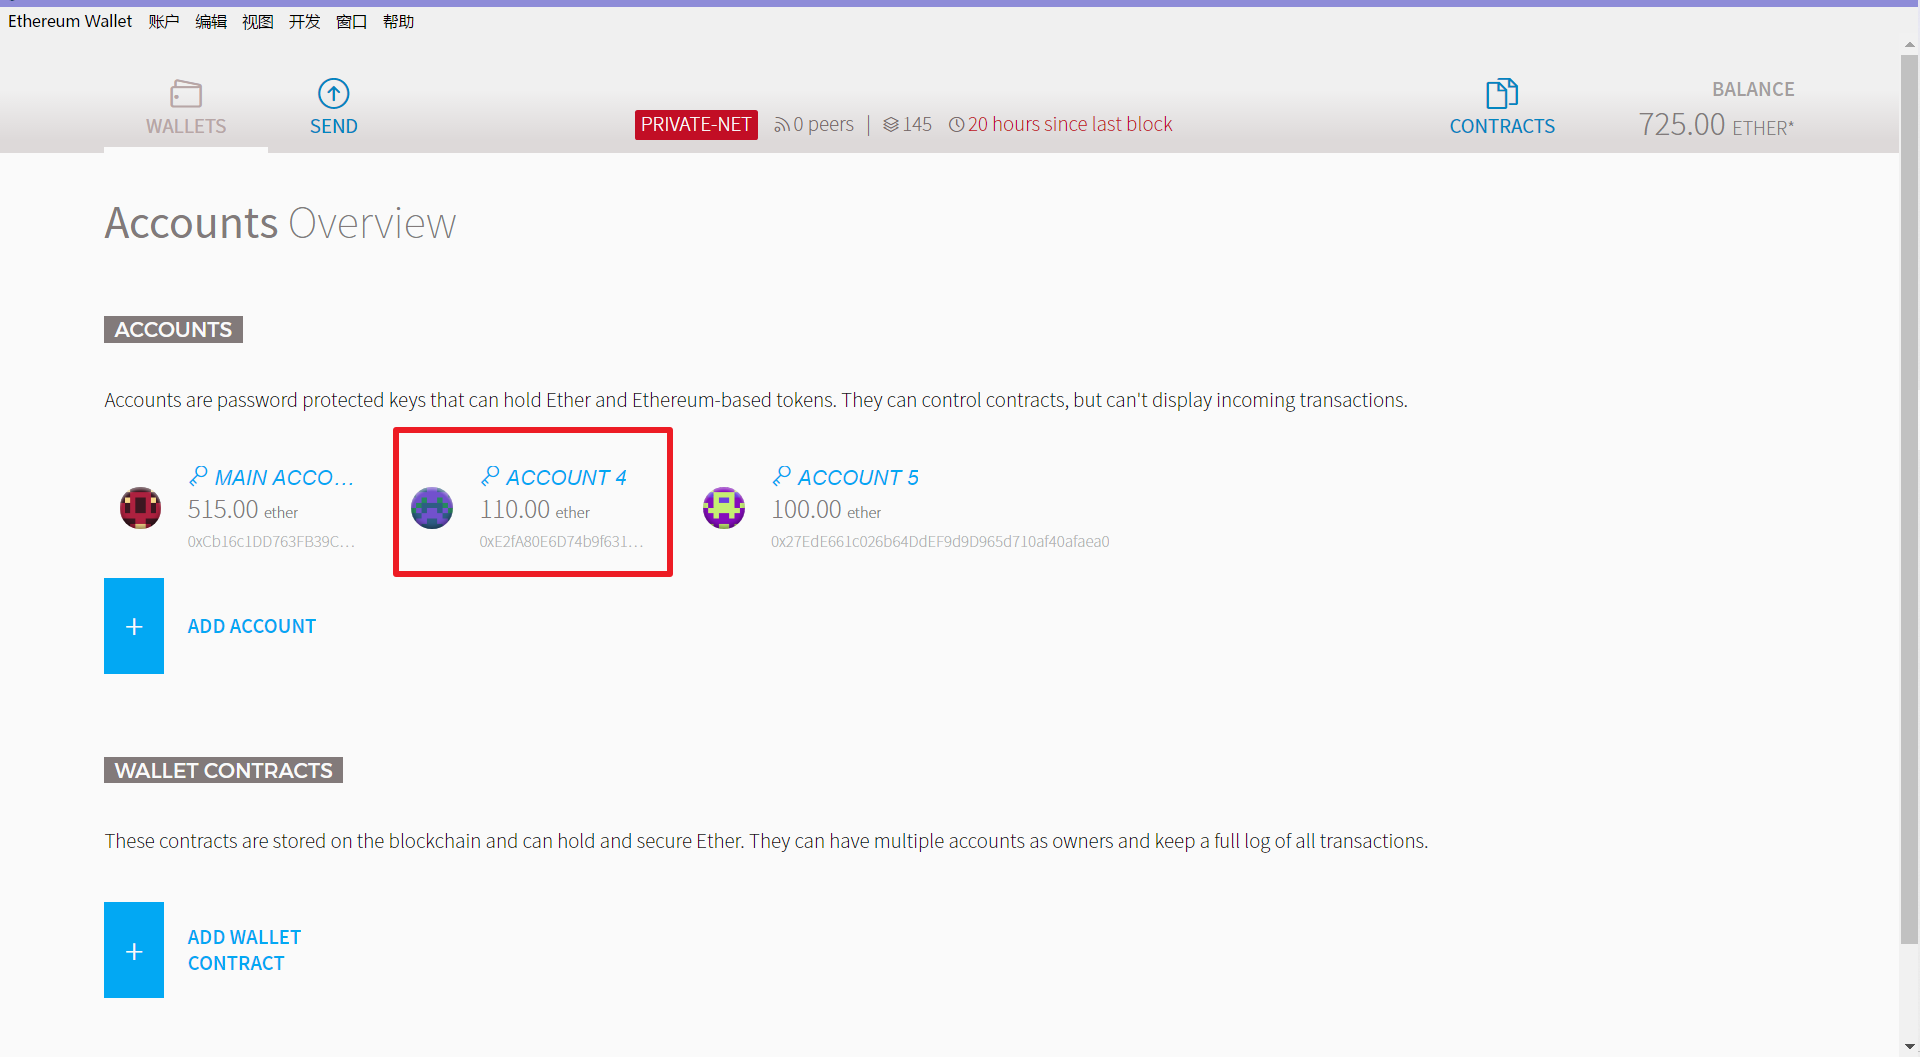 Ethereum Wallet 账户 编辑 视图 开发 窗口 帮助
WALLETS
SEND
PRIVATE-NET 0 peers | 145 20 hours since last block
CONTRACTS
BALANCE
725.00 ETHER*
Accounts Overview
ACCOUNTS
Accounts are password protected keys that can hold Ether and Ethereum-based tokens. They can control contracts, but can't display incoming transactions.
MAIN ACCO...
515.00 ether
0xCb16c1DD763FB39C...
ACCOUNT 4
110.00 ether
0xE2fA80E6D74b9f631...
ACCOUNT 5
100.00 ether
0x27EdE661c026b64DdEF9d9D965d710af40afaea0
+ ADD ACCOUNT
WALLET CONTRACTS
These contracts are stored on the blockchain and can hold and secure Ether. They can have multiple accounts as owners and keep a full log of all transactions.
+ ADD WALLET
CONTRACT